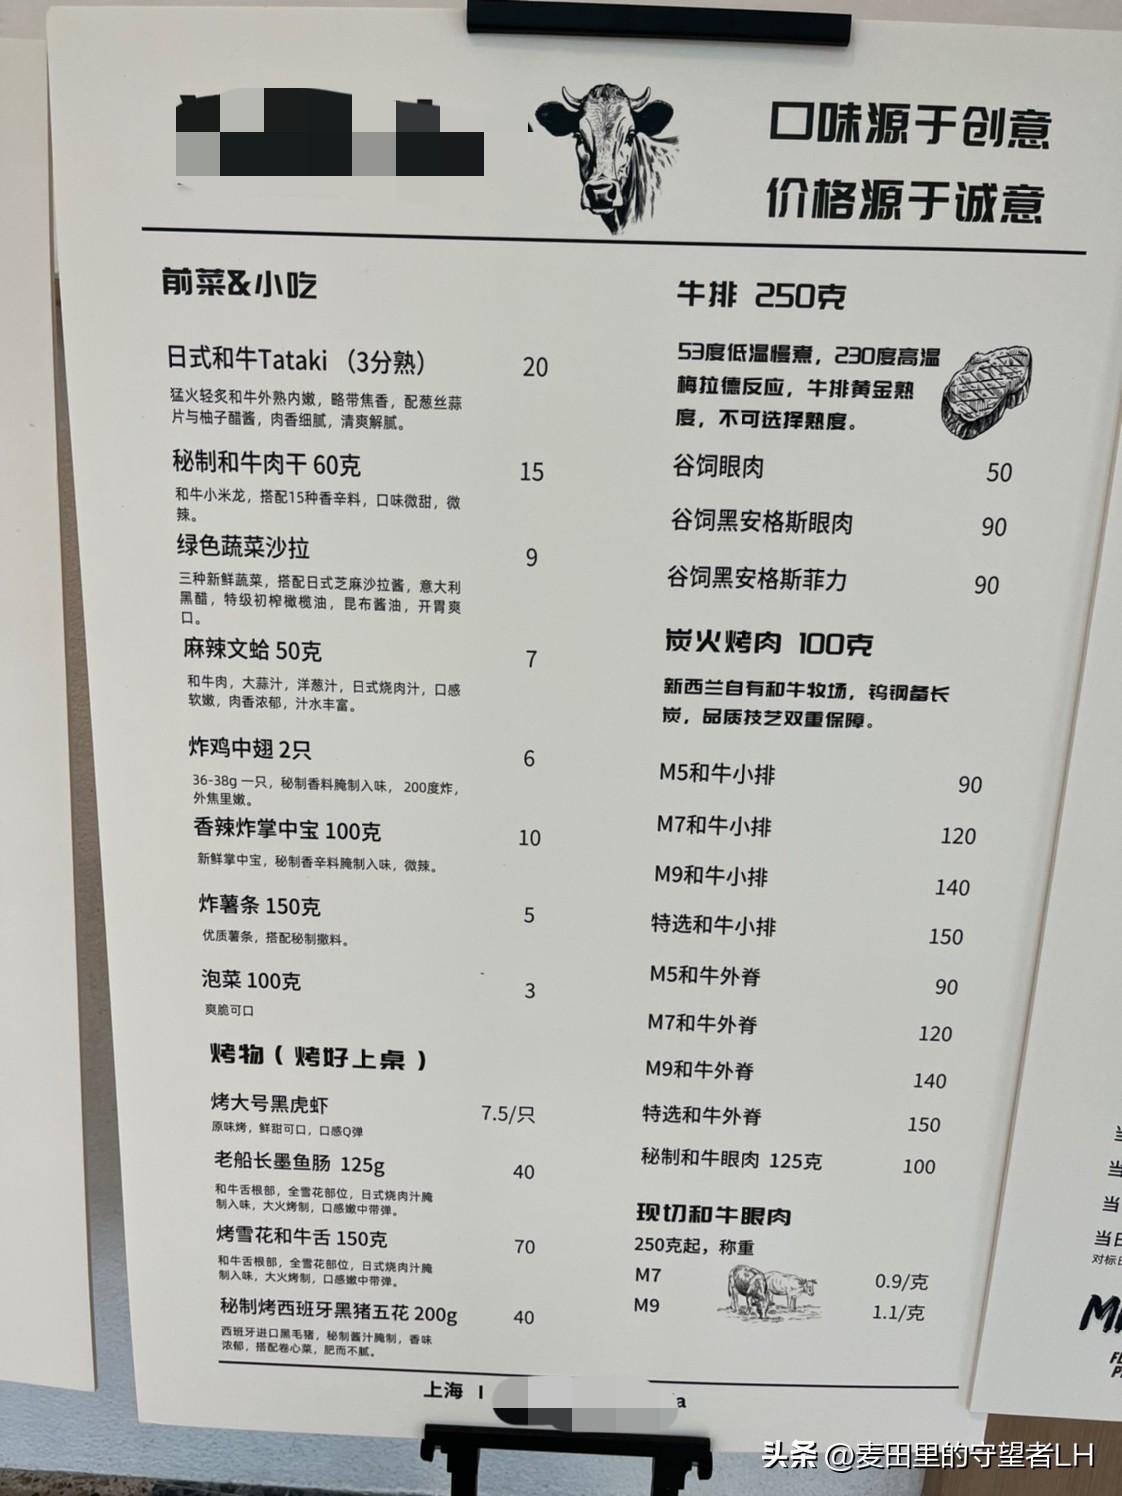 口味源于创意
价格源于诚意
前菜&小吃
日式和牛Tataki （3分熟） 20
猛火轻炙和牛外熟内嫩，略带焦香，配葱丝蒜
片与柚子醋酱，肉香细腻，清爽解腻。
秘制和牛肉干 60克 15
和牛小米龙，搭配15种香辛料，口味微甜，微
辣。
绿色蔬菜沙拉 9
三种新鲜蔬菜，搭配日式芝麻沙拉酱，意大利
黑醋，特级初榨橄榄油，昆布酱油，开胃爽
口。
麻辣文蛤 50克 7
和牛肉，大蒜汁，洋葱汁，日式烧肉汁，口感
软嫩，肉香浓郁，汁水丰富。
炸鸡中翅 2只 6
36-38g 一只，秘制香料腌制入味， 200度炸，
外焦里嫩。
香辣炸掌中宝 100克 10
新鲜掌中宝，秘制香辛料腌制入味，微辣。
炸薯条 150克 5
优质薯条，搭配秘制撒料。
泡菜 100克 3
爽脆可口
烤物（烤好上桌）
烤大号黑虎虾 7.5/只
原味烤，鲜甜可口，口感Q弹
老船长墨鱼肠 125g 40
和牛舌根部，全雪花部位，日式烧肉汁腌
制入味，大火烤制，口感嫩中带弹。
烤雪花和牛舌 150克 70
和牛舌根部，全雪花部位，日式烧肉汁腌
制入味，大火烤制，口感嫩中带弹。
秘制烤西班牙黑猪五花 200g 40
西班牙进口黑毛猪，秘制酱汁腌制，香味
浓郁，搭配卷心菜，肥而不腻。
牛排 250克
53度低温慢煮，230度高温
梅拉德反应，牛排黄金熟
度，不可选择熟度。
谷饲眼肉 50
谷饲黑安格斯眼肉 90
谷饲黑安格斯菲力 90
炭火烤肉 100克
新西兰自有和牛牧场，钨钢备长
炭，品质技艺双重保障。
M5和牛小排 90
M7和牛小排 120
M9和牛小排 140
特选和牛小排 150
M5和牛外脊 90
M7和牛外脊 120
M9和牛外脊 140
特选和牛外脊 150
秘制和牛眼肉 125克 100
现切和牛眼肉
250克起，称重
M7 0.9/克
M9 1.1/克
上海 | a
当
当
当
当日
对标日
头条 @麦田里的守望者LH